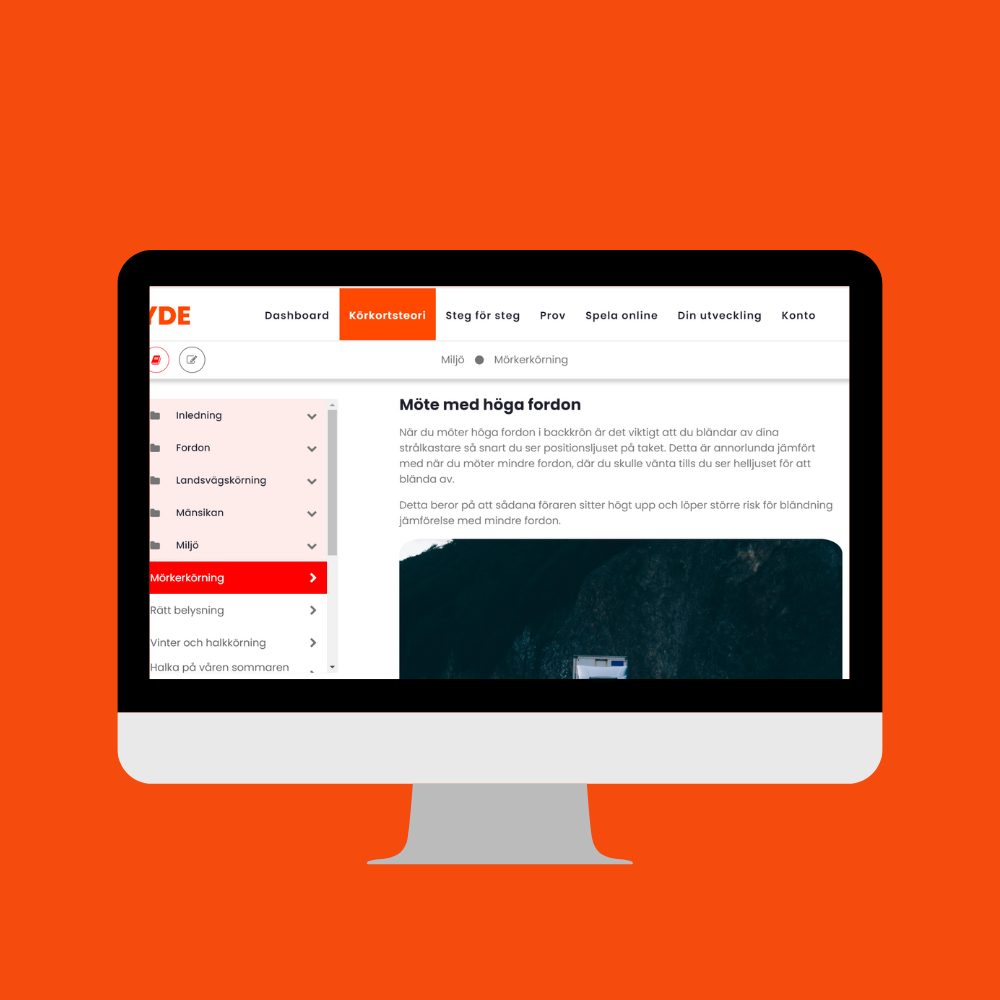 YDE
Dashboard Körkortsteori Steg för steg Prov Spela online Din utveckling Konto
Miljö Mörkerkörning
Inledning
Fordon
Landsvägskörning
Mänsikan
Miljö
Mörkerkörning
Rätt belysning
Vinter och halkkörning
Halka på våren sommaren
Möte med höga fordon
När du möter höga fordon i backkrön är det viktigt att du bländar av dina
strålkastare så snart du ser positionsljuset på taket. Detta är annorlunda jämfört
med när du möter mindre fordon, där du skulle vänta tills du ser helljuset för att
blända av.
Detta beror på att sådana föraren sitter högt upp och löper större risk för bländning
jämförelse med mindre fordon.